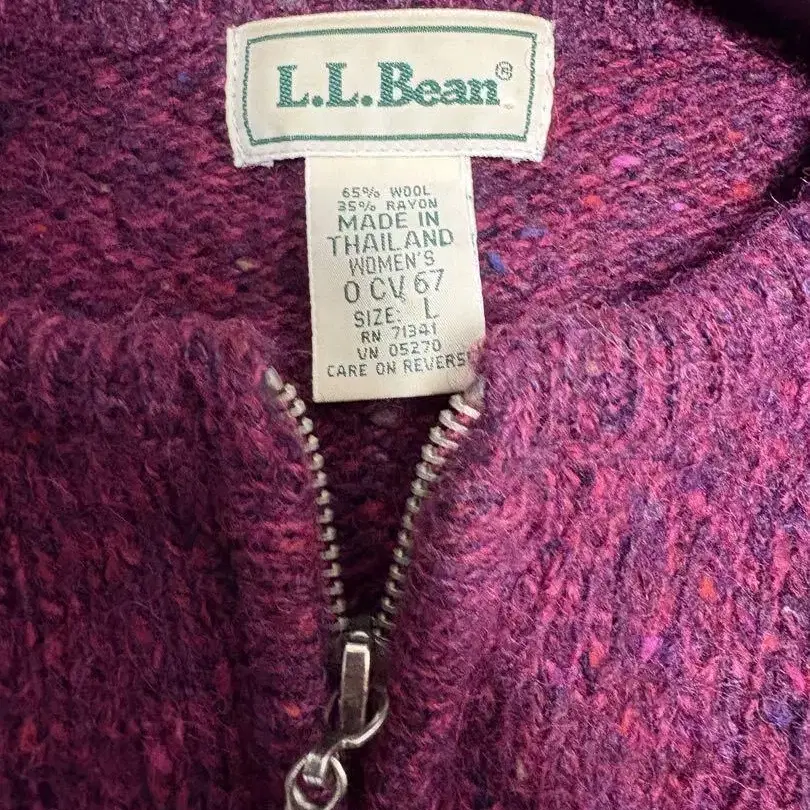 L.L.Bean®
65% WOOL
35% RAYON
MADE IN
THAILAND
WOMEN'S
0 CV 67
SIZE: L
RN 71341
VN 05270
CARE ON REVERS